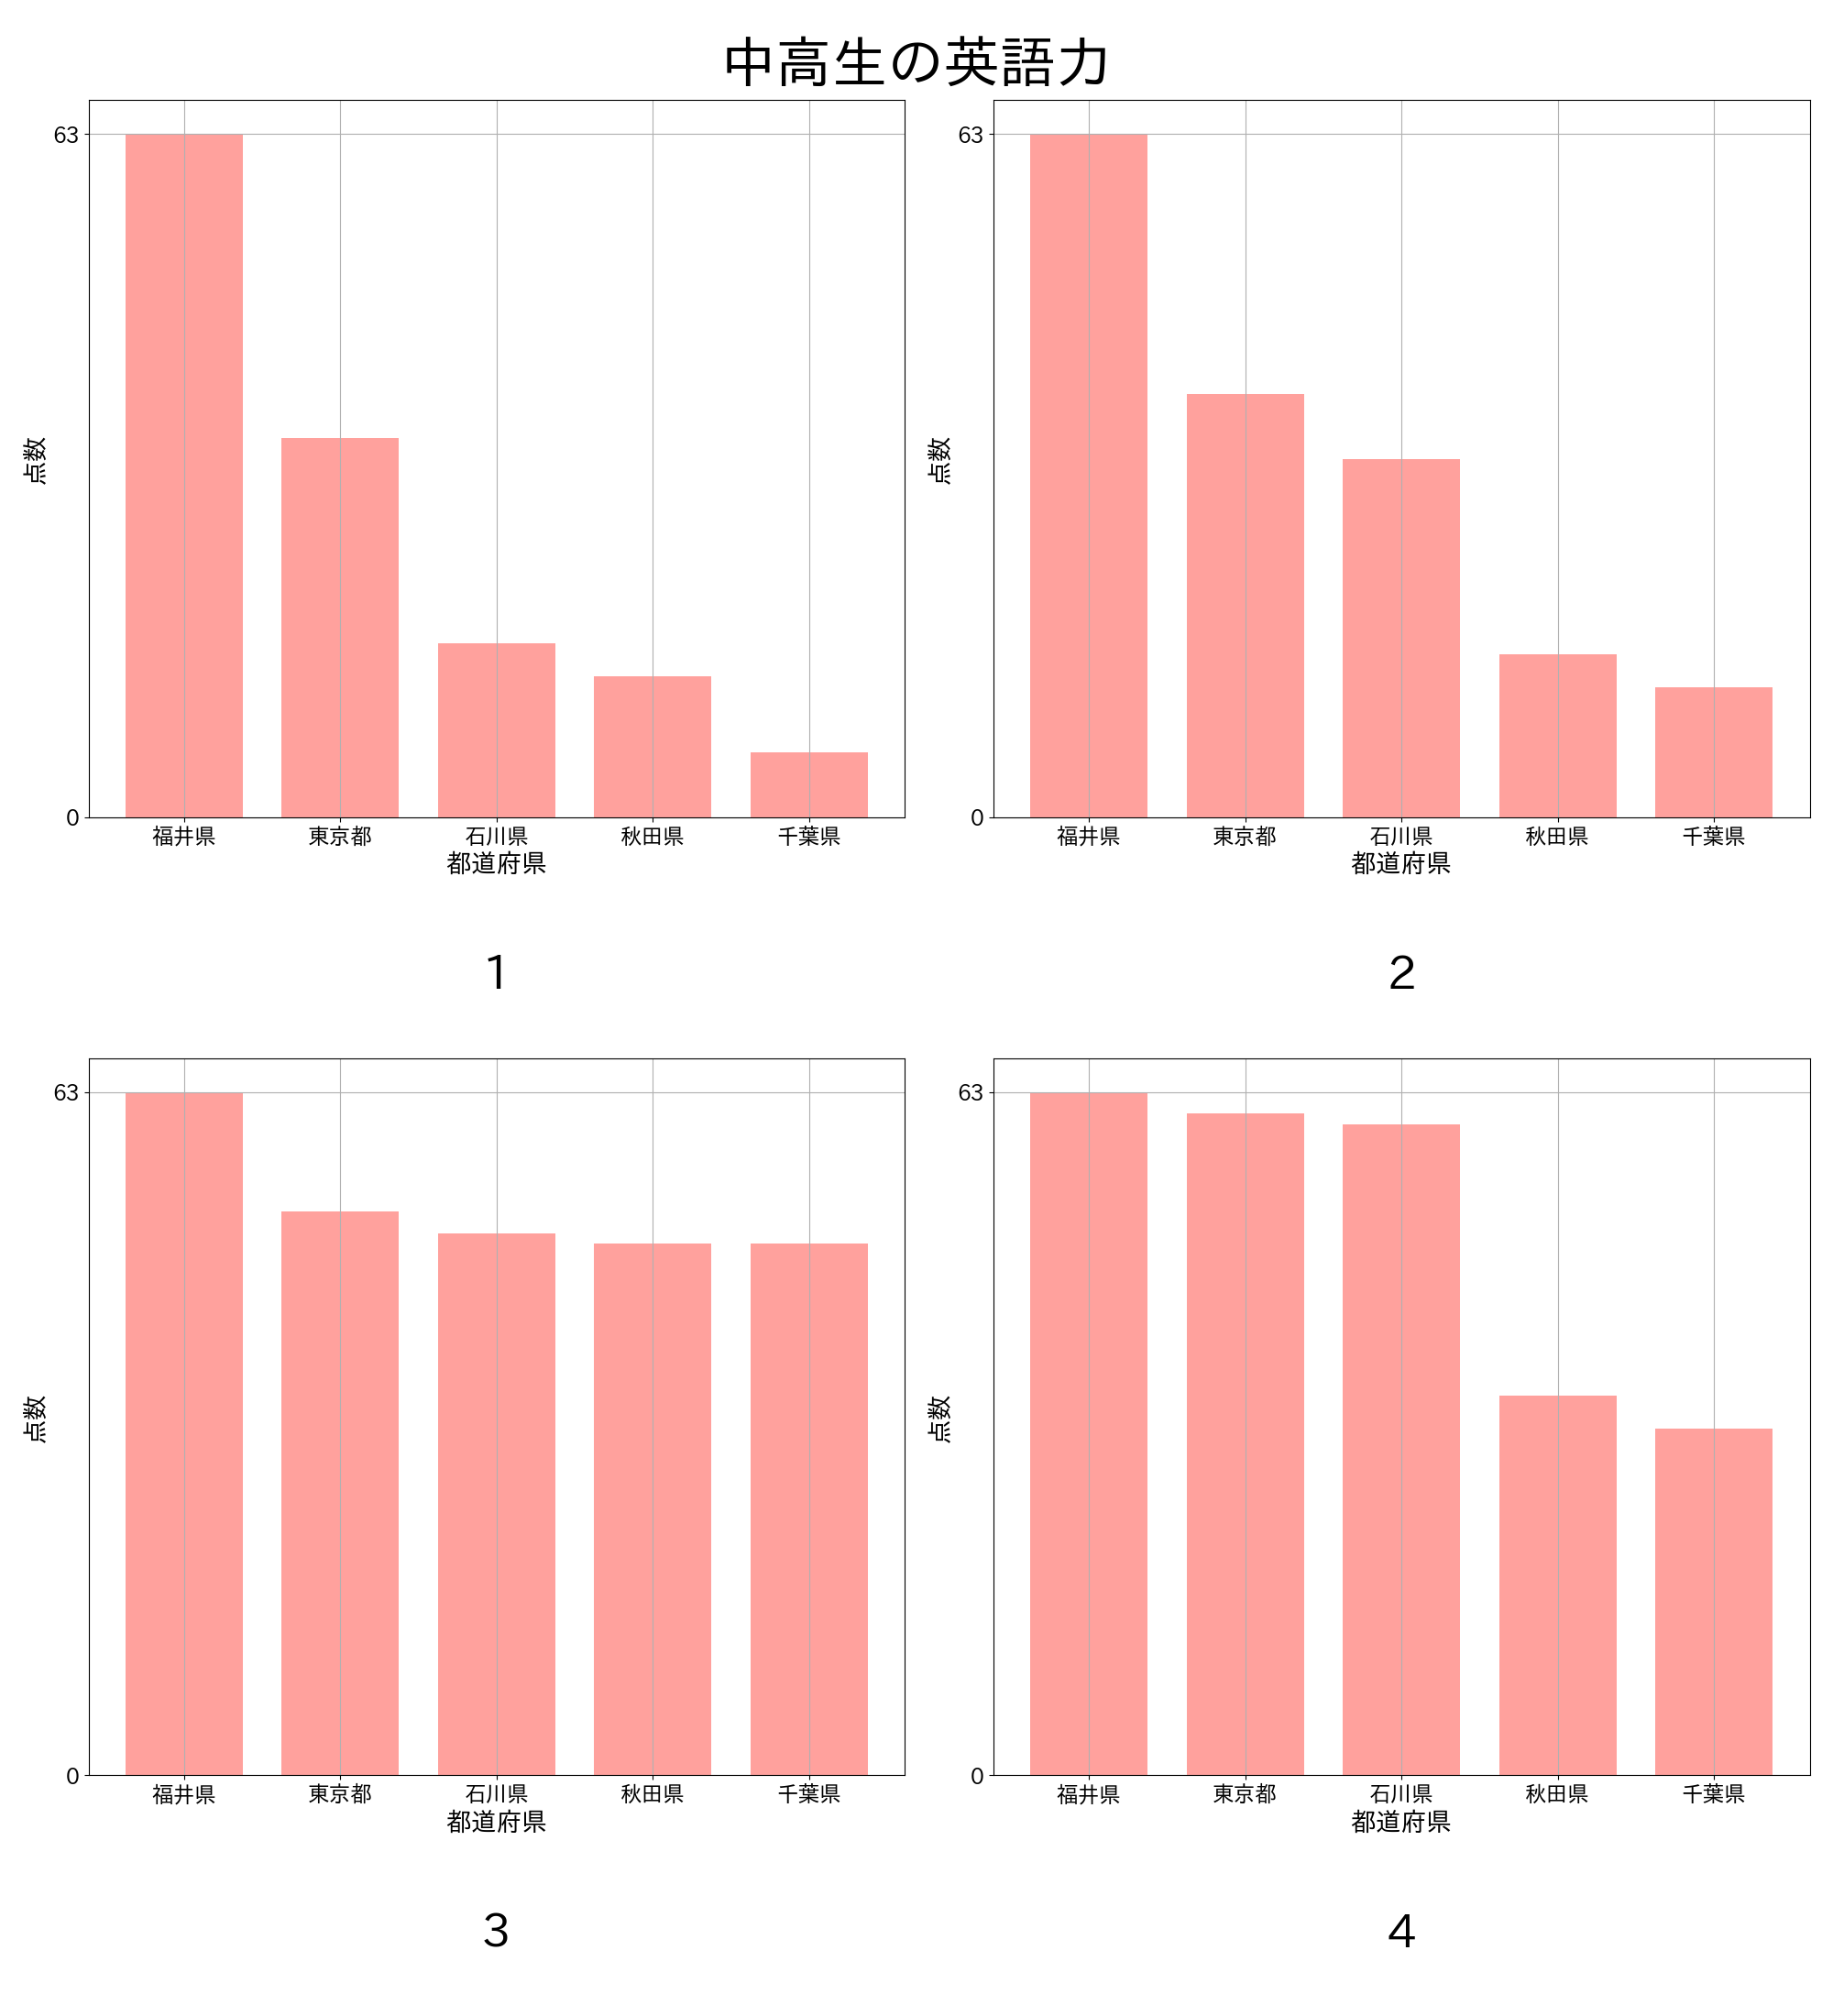 中高生の英語力
63
0
点数
福井県 東京都 石川県 秋田県 千葉県
都道府県
1
63
0
点数
福井県 東京都 石川県 秋田県 千葉県
都道府県
2
63
0
点数
福井県 東京都 石川県 秋田県 千葉県
都道府県
3
63
0
点数
福井県 東京都 石川県 秋田県 千葉県
都道府県
4